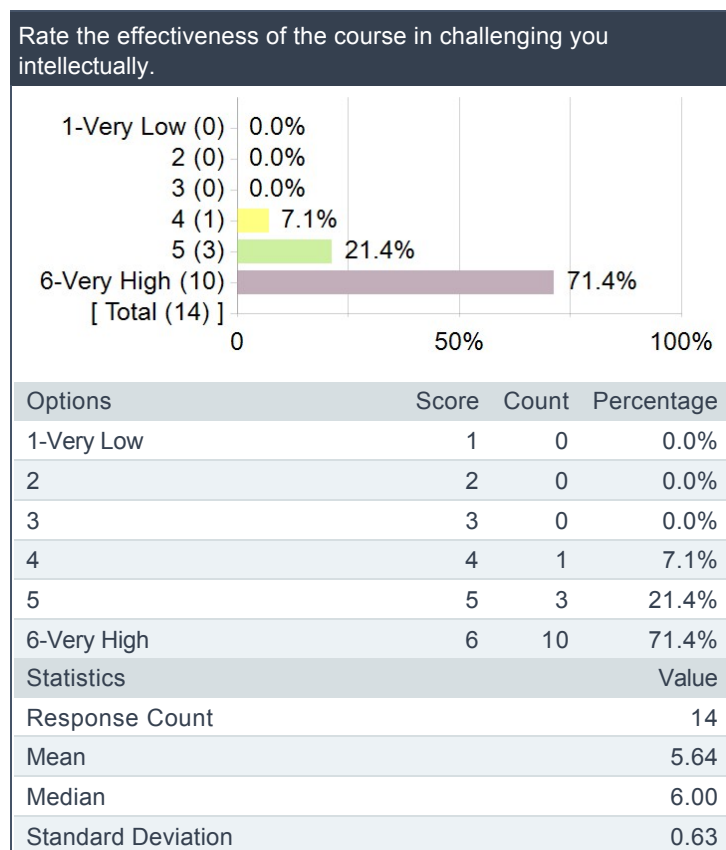 Rate the effectiveness of the course in challenging you
intellectually.
1-Very Low (0) 0.0%
2 (0) 0.0%
3 (0) 0.0%
4 (1) 7.1%
5 (3) 21.4%
6-Very High (10) 71.4%
[ Total (14) ]
0 50% 100%
Options Score Count Percentage
1-Very Low 1 0 0.0%
2 2 0 0.0%
3 3 0 0.0%
4 4 1 7.1%
5 5 3 21.4%
6-Very High 6 10 71.4%
Statistics Value
Response Count 14
Mean 5.64
Median 6.00
Standard Deviation 0.63